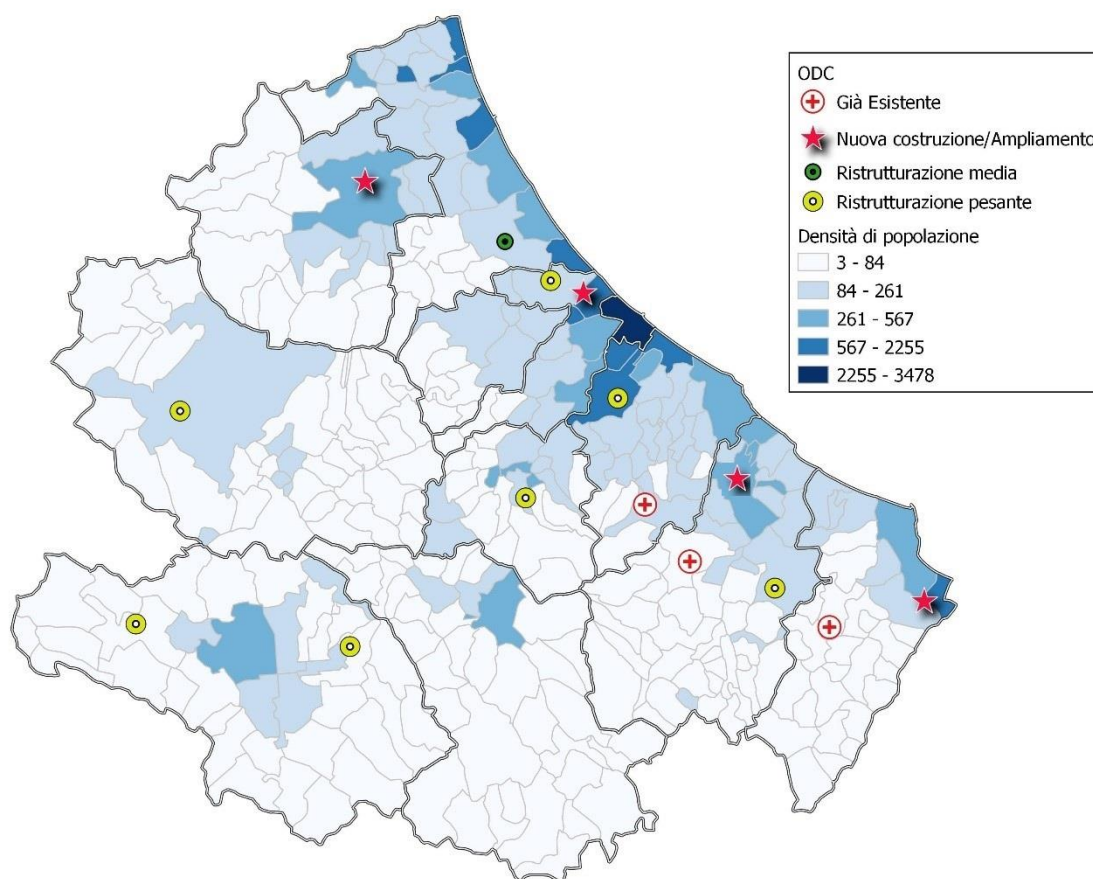 ODC
Già Esistente
Nuova costruzione/Ampliamento
Ristrutturazione media
Ristrutturazione pesante
Densità di popolazione
3 - 84
84 - 261
261 - 567
567 - 2255
2255 - 3478